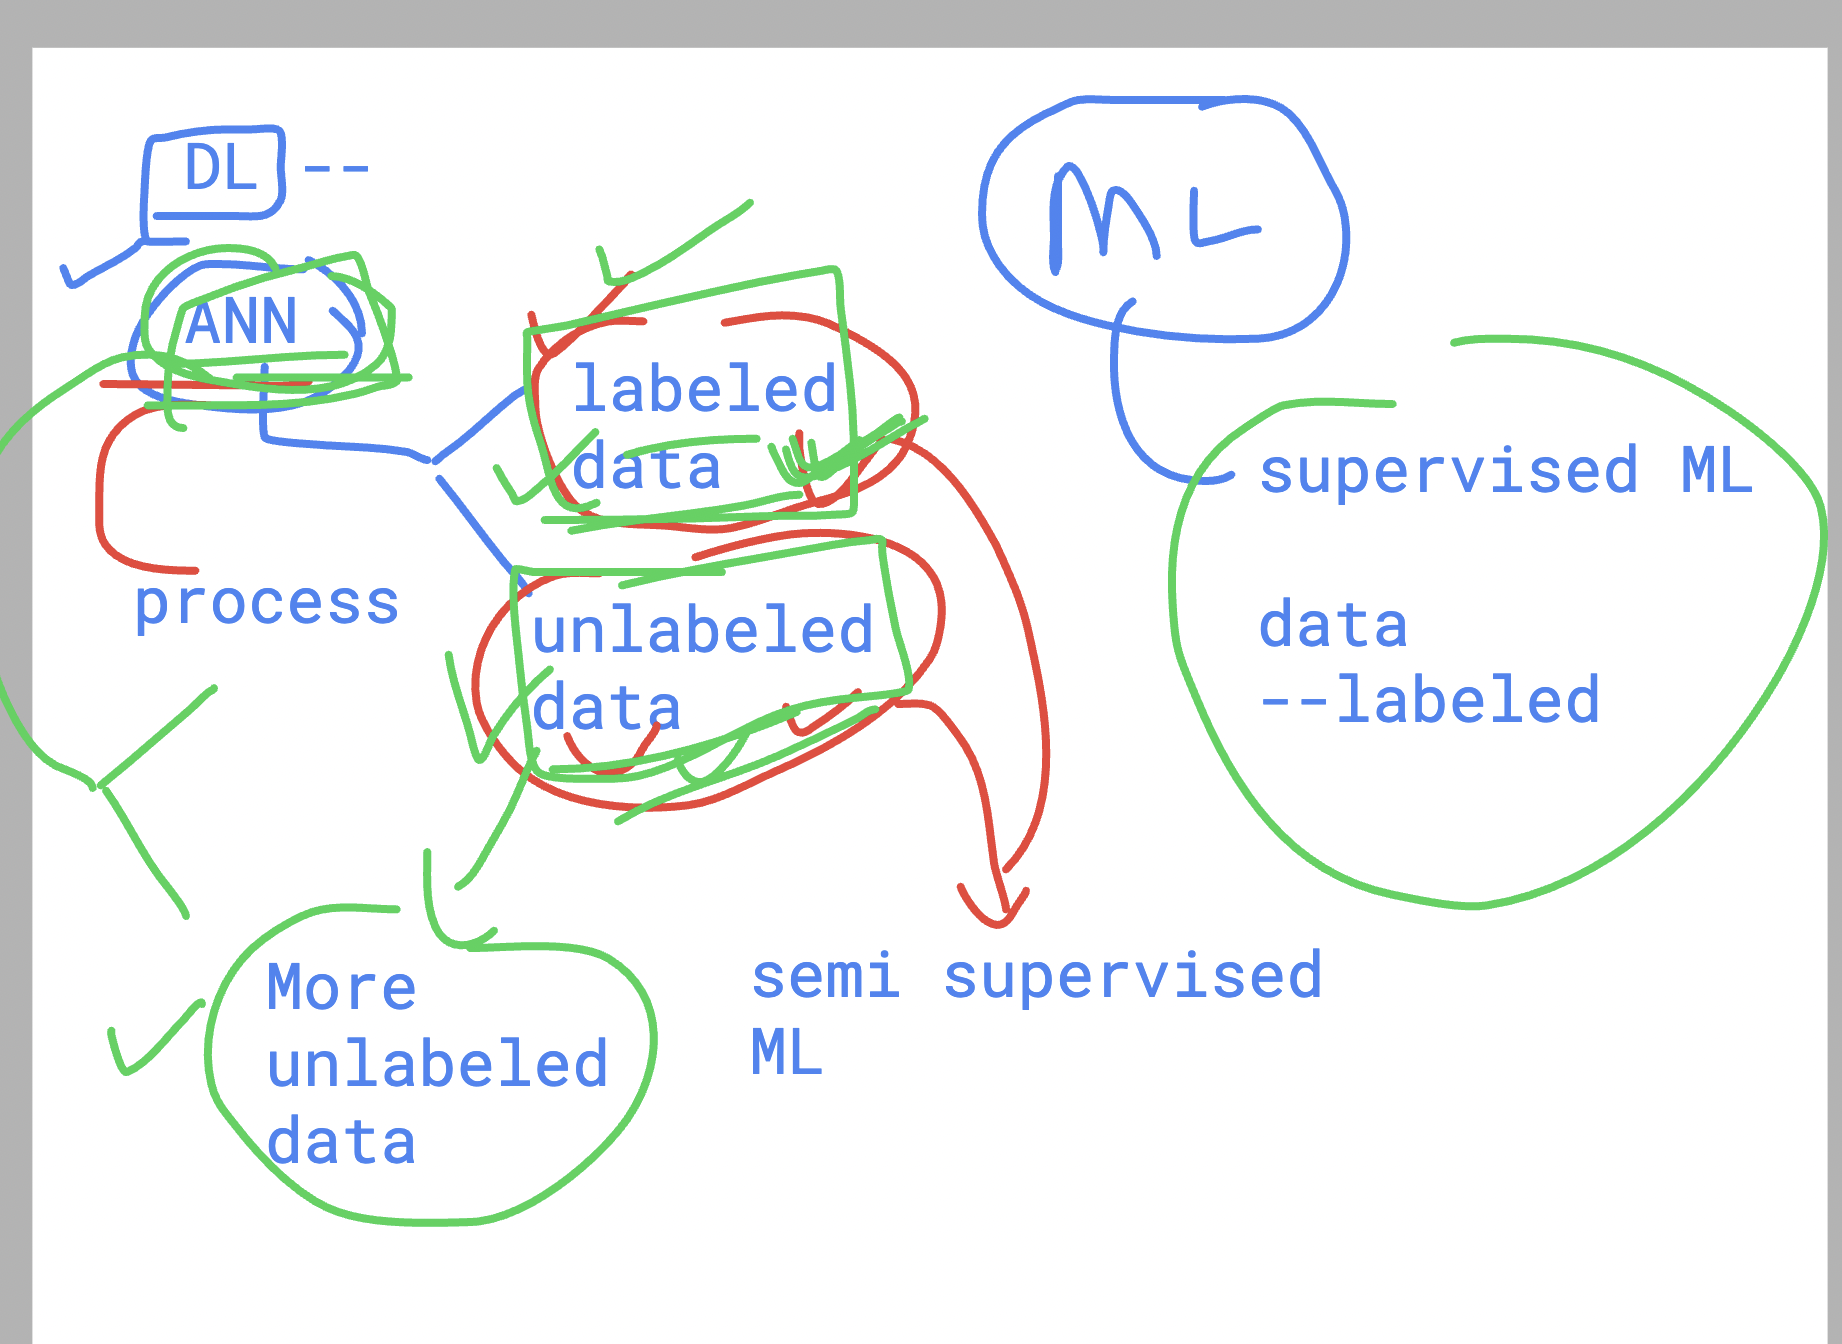 DL --
ANN
labeled
data
process
unlabeled
data
More
unlabeled
data
semi supervised
ML
ML
supervised ML
data
--labeled